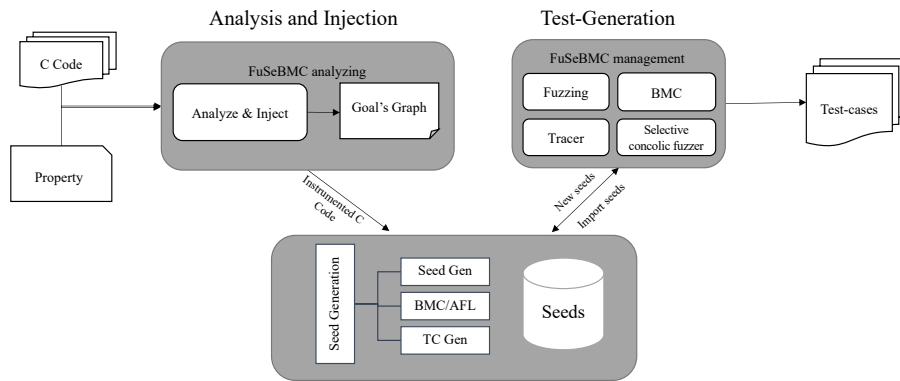 Analysis and Injection
Test-Generation
C Code
Property
FuSeBMC analyzing
Analyze & Inject
Goal's Graph
FuSeBMC management
Fuzzing
BMC
Tracer
Selective
concolic fuzzer
Test-cases
Instrumented C
Code
New seeds
Import seeds
Seed Generation
Seed Gen
BMC/AFL
TC Gen
Seeds